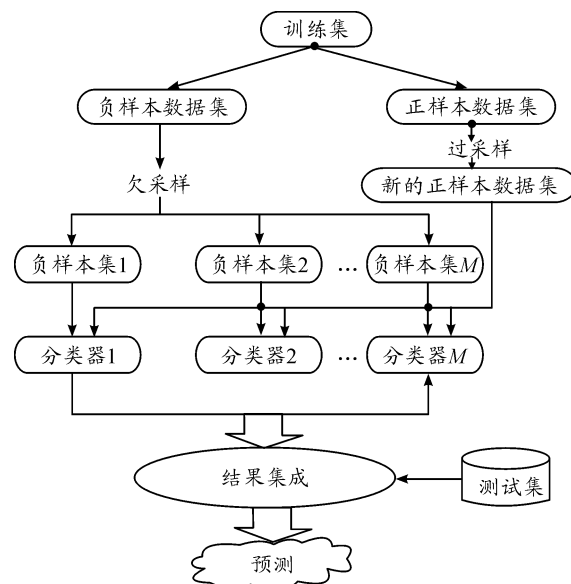 训练集
负样本数据集
正样本数据集
过采样
欠采样
新的正样本数据集
负样本集1
负样本集2
…
负样本集M
分类器1
分类器2
…
分类器M
结果集成
测试集
预测